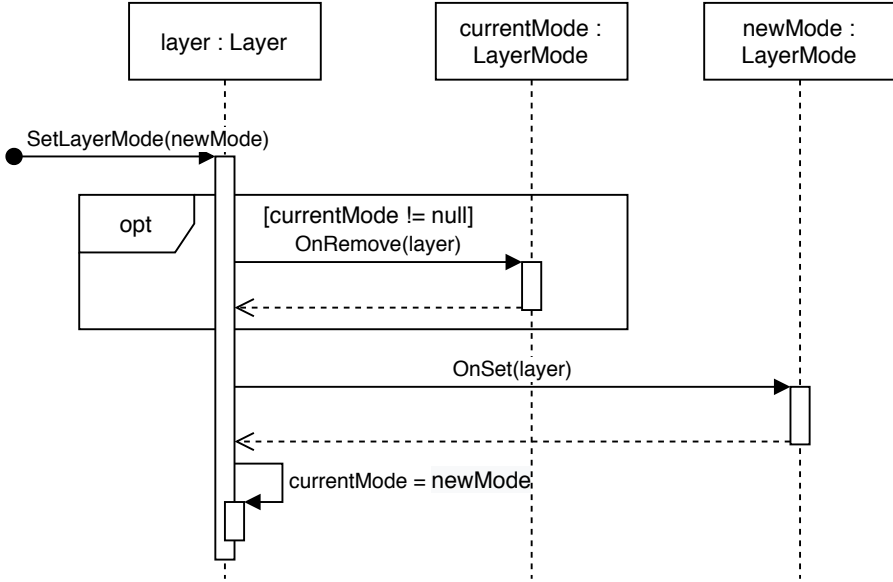 layer : Layer
currentMode :
LayerMode
newMode :
LayerMode
SetLayerMode(newMode)
opt
[currentMode != null]
OnRemove(layer)
OnSet(layer)
currentMode = newMode